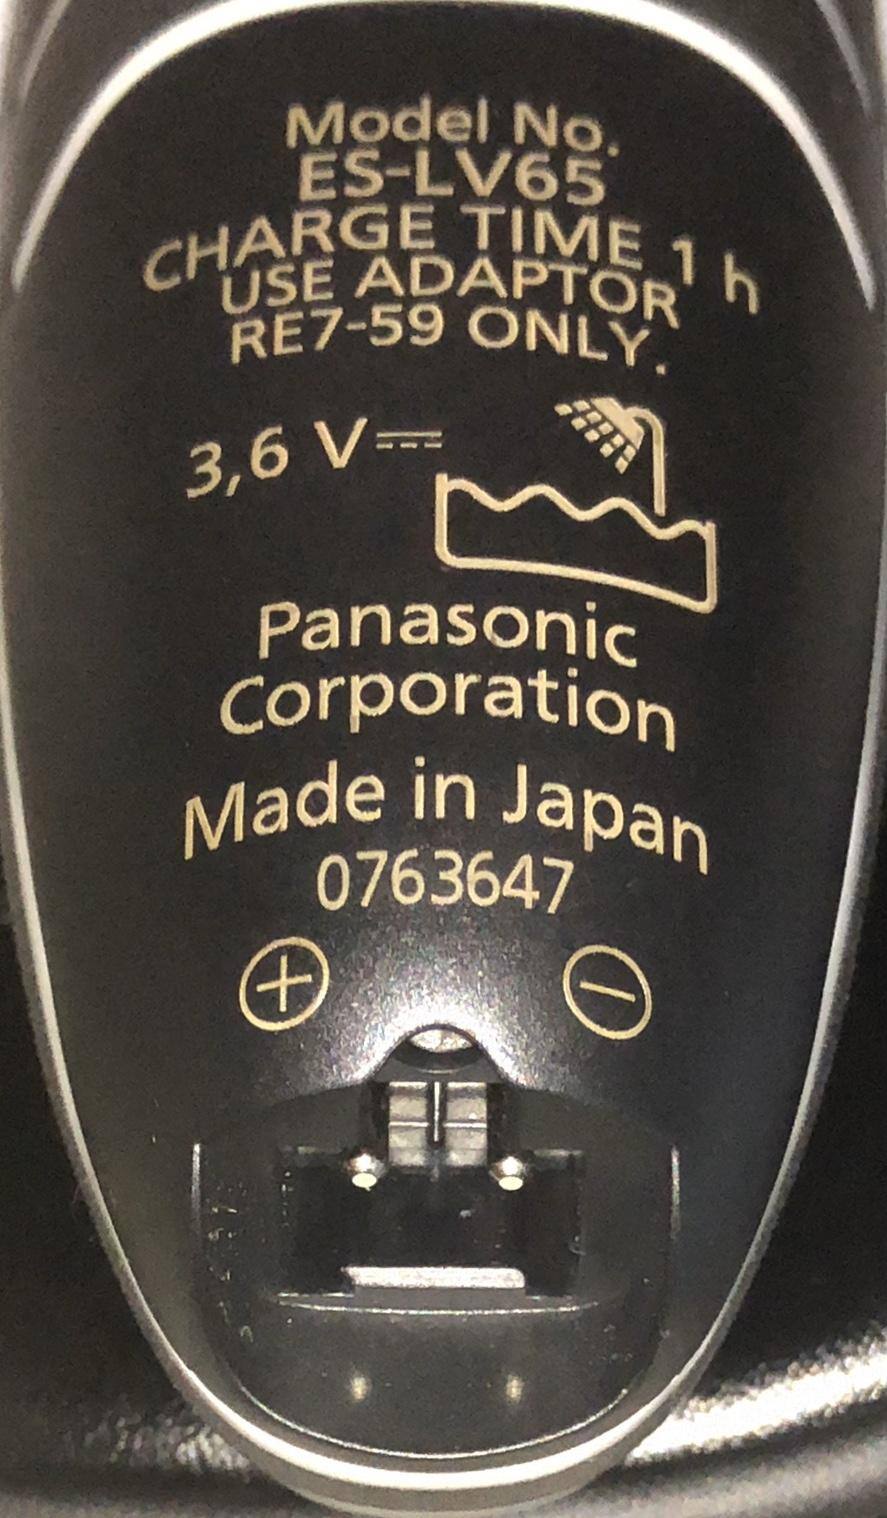 Model No.
ES-LV65
CHARGE TIME 1 h
USE ADAPTOR
RE7-59 ONLY.
3,6 V⎓
Panasonic
Corporation
Made in Japan
0763647
+ −